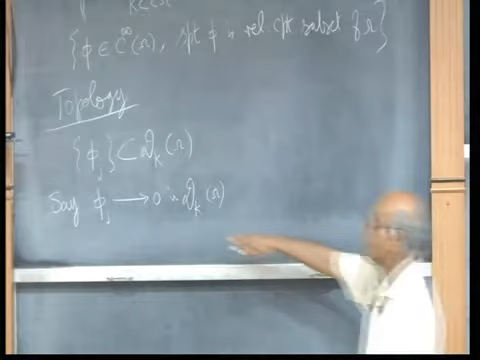 K⊂⊂Ω
{ϕ ∈ C^∞(Ω), spt ϕ is rel. cpt subset of Ω}
Topology
{ϕ_j} ⊂ 𝒟_K(Ω)
Say ϕ_j → 0 in 𝒟_K(Ω)